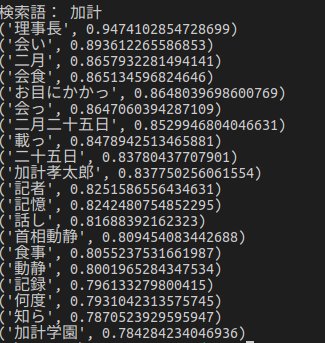 検索語： 加計
('理事長', 0.9474102854728699)
('会い', 0.893612265586853)
('二月', 0.8657932281494141)
('会食', 0.865134596824646)
('お目にかかっ', 0.8648039698600769)
('会っ', 0.8647060394287109)
('二月二十五日', 0.8529946804046631)
('載っ', 0.8478942513465881)
('二十五日', 0.83780437707901)
('加計孝太郎', 0.837750256061554)
('記者', 0.8251586556434631)
('記憶', 0.8242480754852295)
('話し', 0.81688392162323)
('首相動静', 0.809454083442688)
('食事', 0.8055237531661987)
('動静', 0.8001965284347534)
('記録', 0.796133279800415)
('何度', 0.7931042313575745)
('知ら', 0.7870523929595947)
('加計学園', 0.784284234046936)